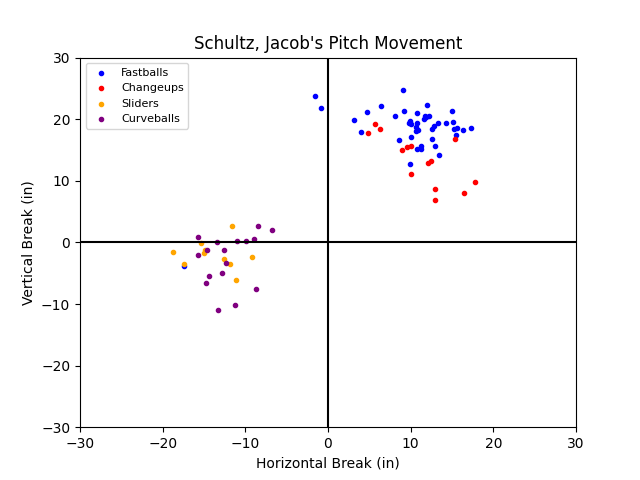 Schultz, Jacob's Pitch Movement
Fastballs
Changeups
Sliders
Curveballs
30
20
10
0
−10
−20
−30
Vertical Break (in)
−30
−20
−10
0
10
20
30
Horizontal Break (in)